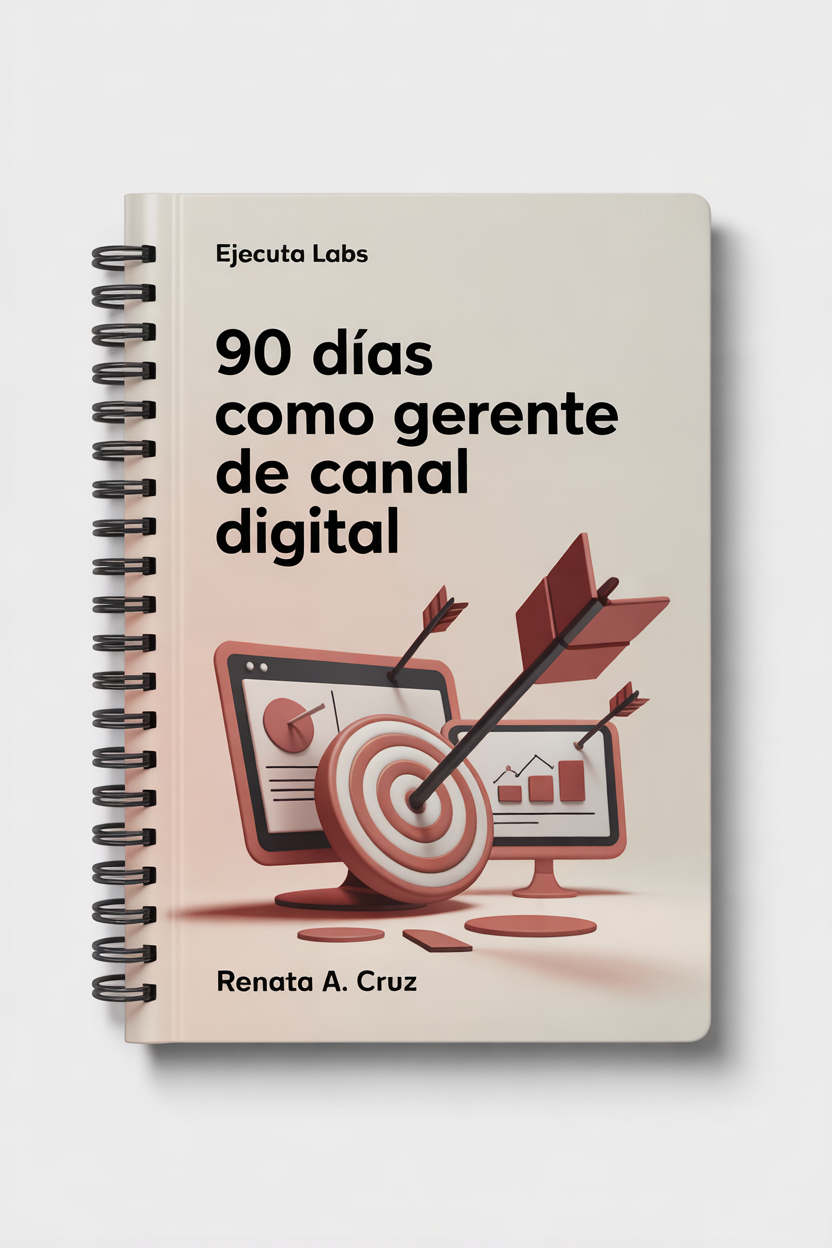 Ejecuta Labs
90 días
como gerente
de canal
digital
Renata A. Cruz